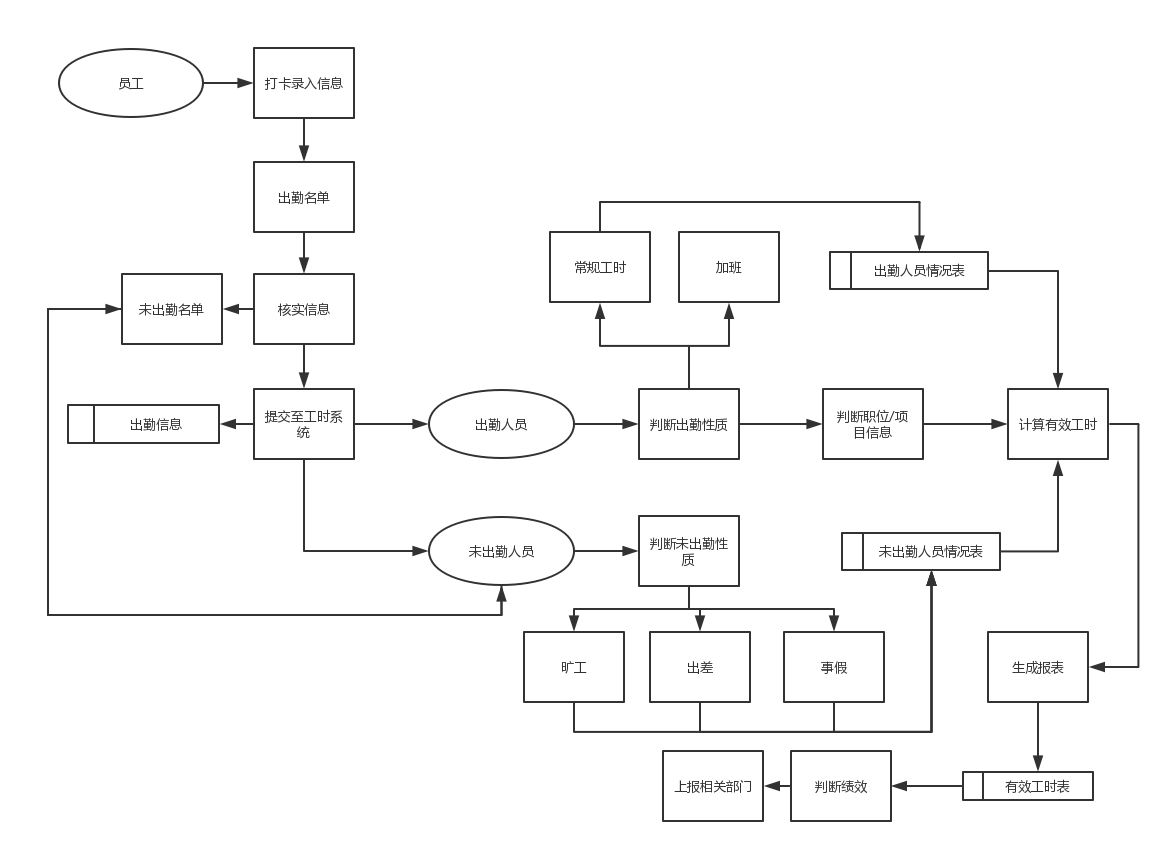 员工
打卡录入信息
出勤名单
常规工时
加班
出勤人员情况表
未出勤名单
核实信息
出勤信息
提交至工时系
统
出勤人员
判断出勤性质
判断职位/项
目信息
计算有效工时
未出勤人员
判断未出勤性
质
未出勤人员情况表
旷工
出差
事假
生成报表
上报相关部门
判断绩效
有效工时表